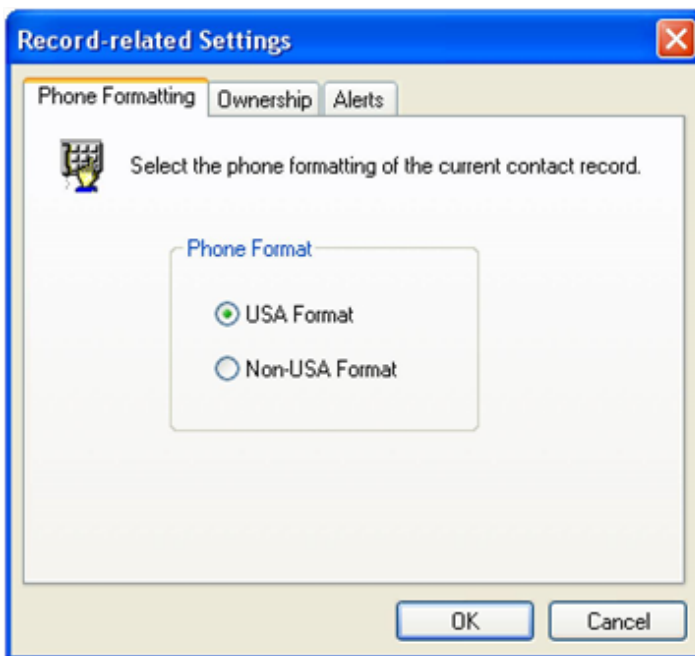 Record-related Settings
Phone Formatting Ownership Alerts
Select the phone formatting of the current contact record.
Phone Format
USA Format
Non-USA Format
OK Cancel